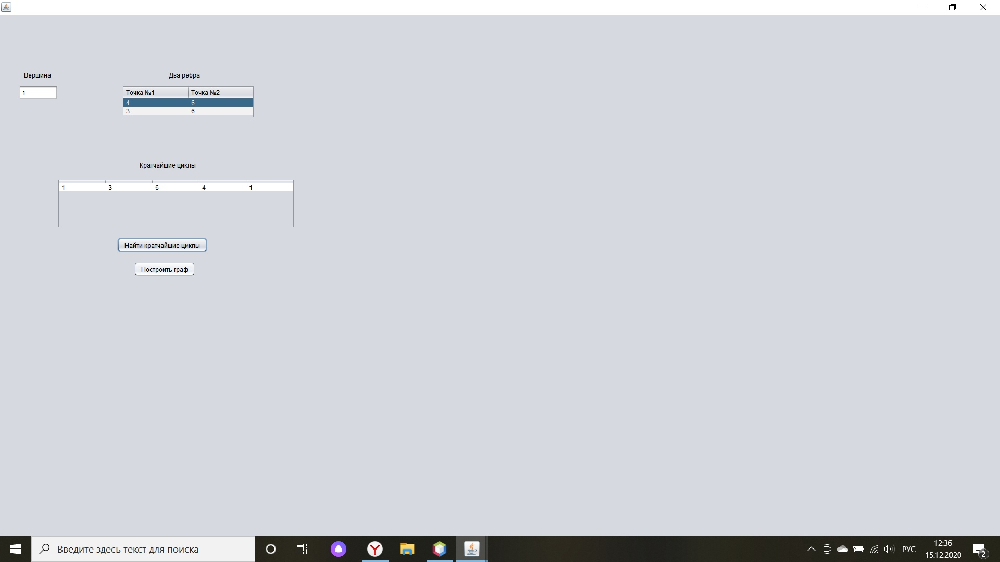 Вершина
Два ребра
1
Точка №1 Точка №2
4 6
3 6
Кратчайшие циклы
1 3 6 4 1
Найти кратчайшие циклы
Построить граф
Введите здесь текст для поиска
РУС
12:36
15.12.2020
2